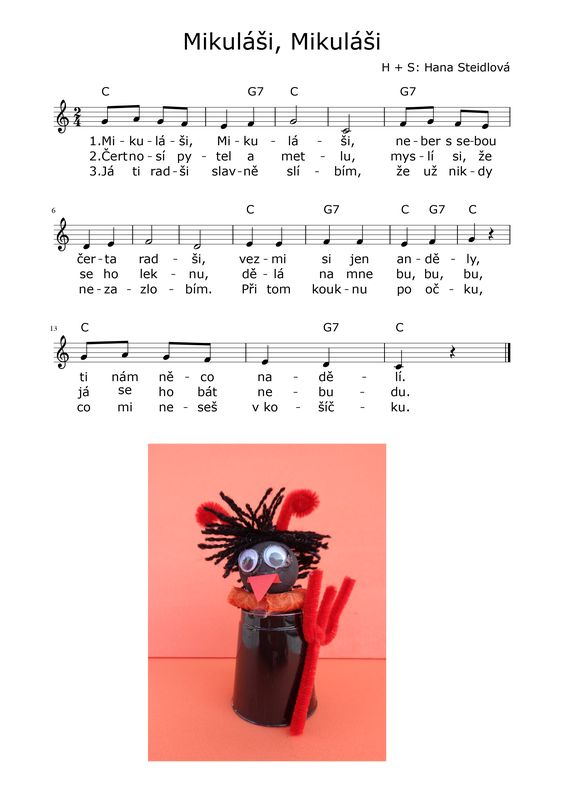 Mikuláši, Mikuláši
H + S: Hana Steidlová
C G7 C G7
2
4
1.Mi - ku - lá - ši, Mi - ku - lá - ši, ne - ber s se - bou
2.Čert no - sí py - tel a met - lu, mys - lí si, že
3.Já ti rad - ši slav - ně slí - bím, že už nik - dy
6
C G7 C G7 C
čer - ta rad - ši, vez - mi si jen an - dě - ly,
se ho lek - nu, dě - lá na mne bu, bu, bu,
ne - za - zlo - bím. Při tom kouk - nu po oč - ku,
13
C G7 C
ti nám ně - co na - dě - lí.
já se ho bát ne - bu - du.
co mi ne - seš v ko - šíč - ku.